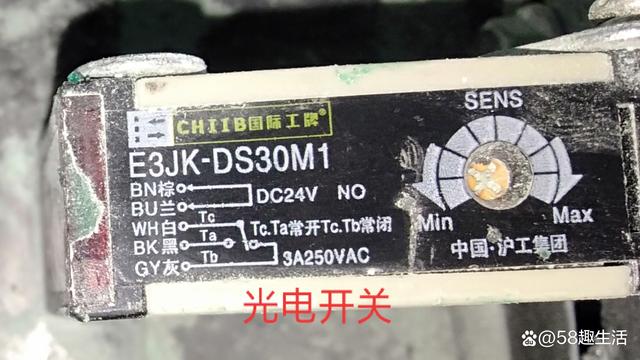 SENS
CHIIB国际工牌®
E3JK-DS30M1
BN棕
DC24V NO
BU兰
WH白 Tc Tc.Ta常开Tc.Tb常闭
BK黑 Ta
GY灰 Tb 3A250VAC
Min Max
中国·沪工集团
光电开关
@58趣生活